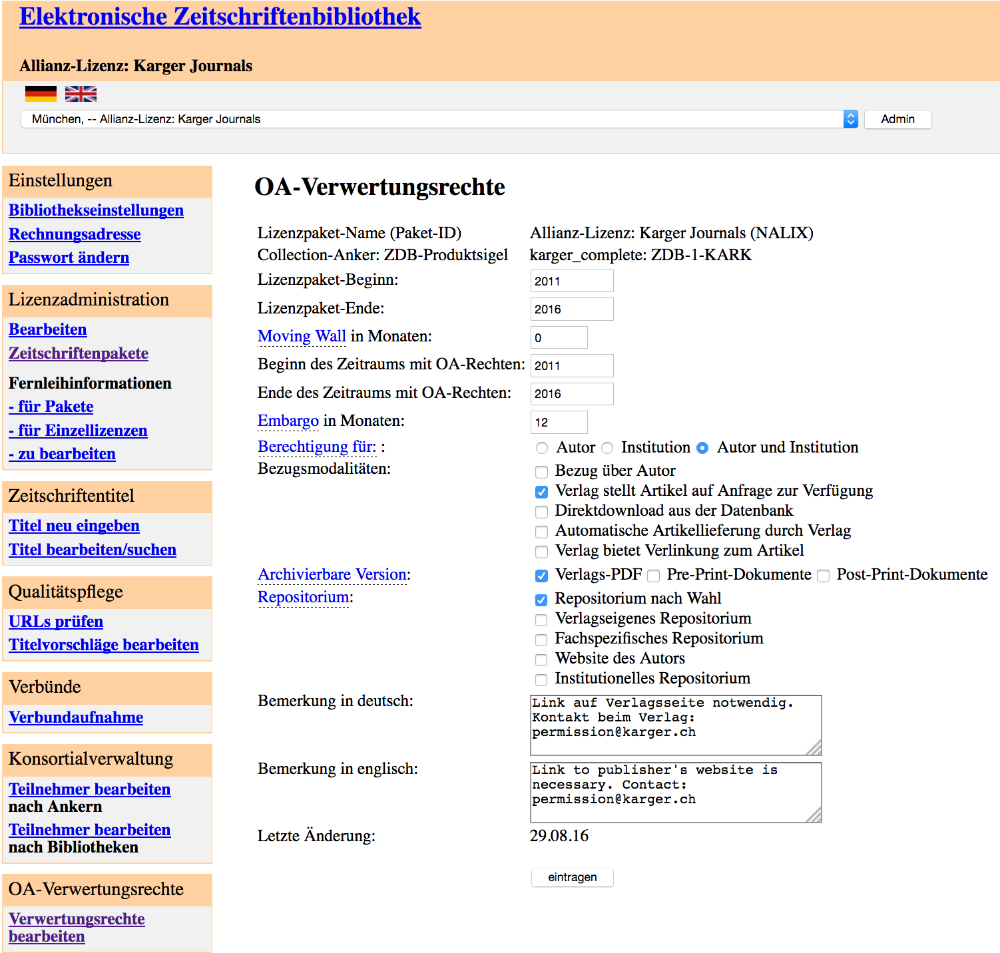 Elektronische Zeitschriftenbibliothek
Allianz-Lizenz: Karger Journals
München, -- Allianz-Lizenz: Karger Journals
Admin
Einstellungen
Bibliothekseinstellungen
Rechnungsadresse
Passwort ändern
Lizenzadministration
Bearbeiten
Zeitschriftenpakete
Fernleihinformationen
- für Pakete
- für Einzellizenzen
- zu bearbeiten
Zeitschriftentitel
Titel neu eingeben
Titel bearbeiten/suchen
Qualitätspflege
URLs prüfen
Titelvorschläge bearbeiten
Verbünde
Verbundaufnahme
Konsortialverwaltung
Teilnehmer bearbeiten
nach Ankern
Teilnehmer bearbeiten
nach Bibliotheken
OA-Verwertungsrechte
Verwertungsrechte
bearbeiten
OA-Verwertungsrechte
Lizenzpaket-Name (Paket-ID) Allianz-Lizenz: Karger Journals (NALIX)
Collection-Anker: ZDB-Produktsigel karger_complete: ZDB-1-KARK
Lizenzpaket-Beginn: 2011
Lizenzpaket-Ende: 2016
Moving Wall in Monaten: 0
Beginn des Zeitraums mit OA-Rechten: 2011
Ende des Zeitraums mit OA-Rechten: 2016
Embargo in Monaten: 12
Berechtigung für: : Autor Institution Autor und Institution
Bezugsmodalitäten: Bezug über Autor
Verlag stellt Artikel auf Anfrage zur Verfügung
Direktdownload aus der Datenbank
Automatische Artikellieferung durch Verlag
Verlag bietet Verlinkung zum Artikel
Archivierbare Version: Verlags-PDF Pre-Print-Dokumente Post-Print-Dokumente
Repositorium: Repositorium nach Wahl
Verlagseigenes Repositorium
Fachspezifisches Repositorium
Website des Autors
Institutionelles Repositorium
Bemerkung in deutsch: Link auf Verlagsseite notwendig.
Kontakt beim Verlag:
permission@karger.ch
Bemerkung in englisch: Link to publisher's website is
necessary. Contact:
permission@karger.ch
Letzte Änderung: 29.08.16
eintragen